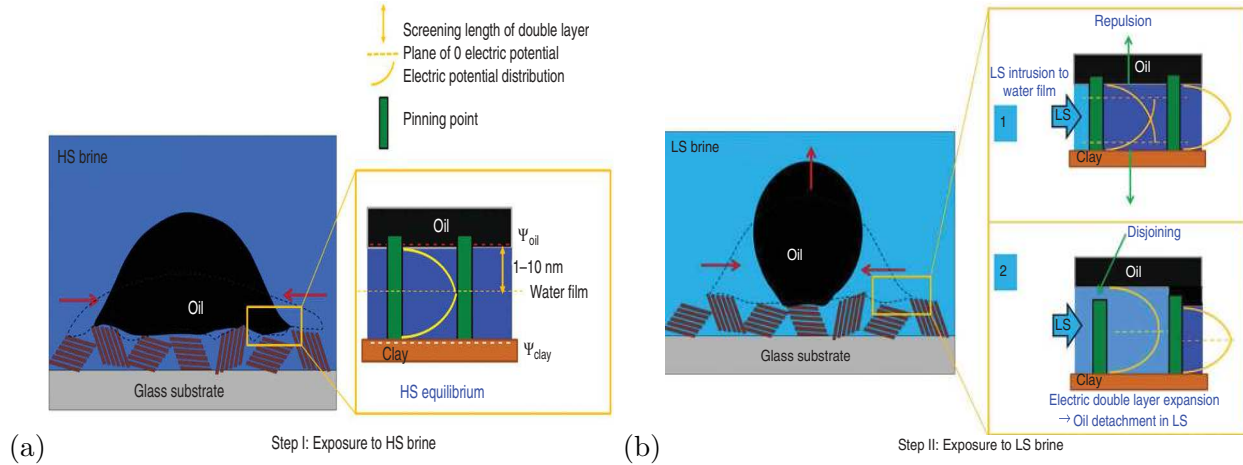 Screening length of double layer
Plane of 0 electric potential
Electric potential distribution
Pinning point
HS brine
Oil
Glass substrate
Oil
Ψoil
1–10 nm
Water film
Clay
Ψclay
HS equilibrium
(a)
Step I: Exposure to HS brine
LS brine
Oil
Glass substrate
Repulsion
Oil
LS intrusion to
water film
1
LS
Clay
Disjoining
2
Oil
LS
Clay
Electric double layer expansion
→ Oil detachment in LS
(b)
Step II: Exposure to LS brine